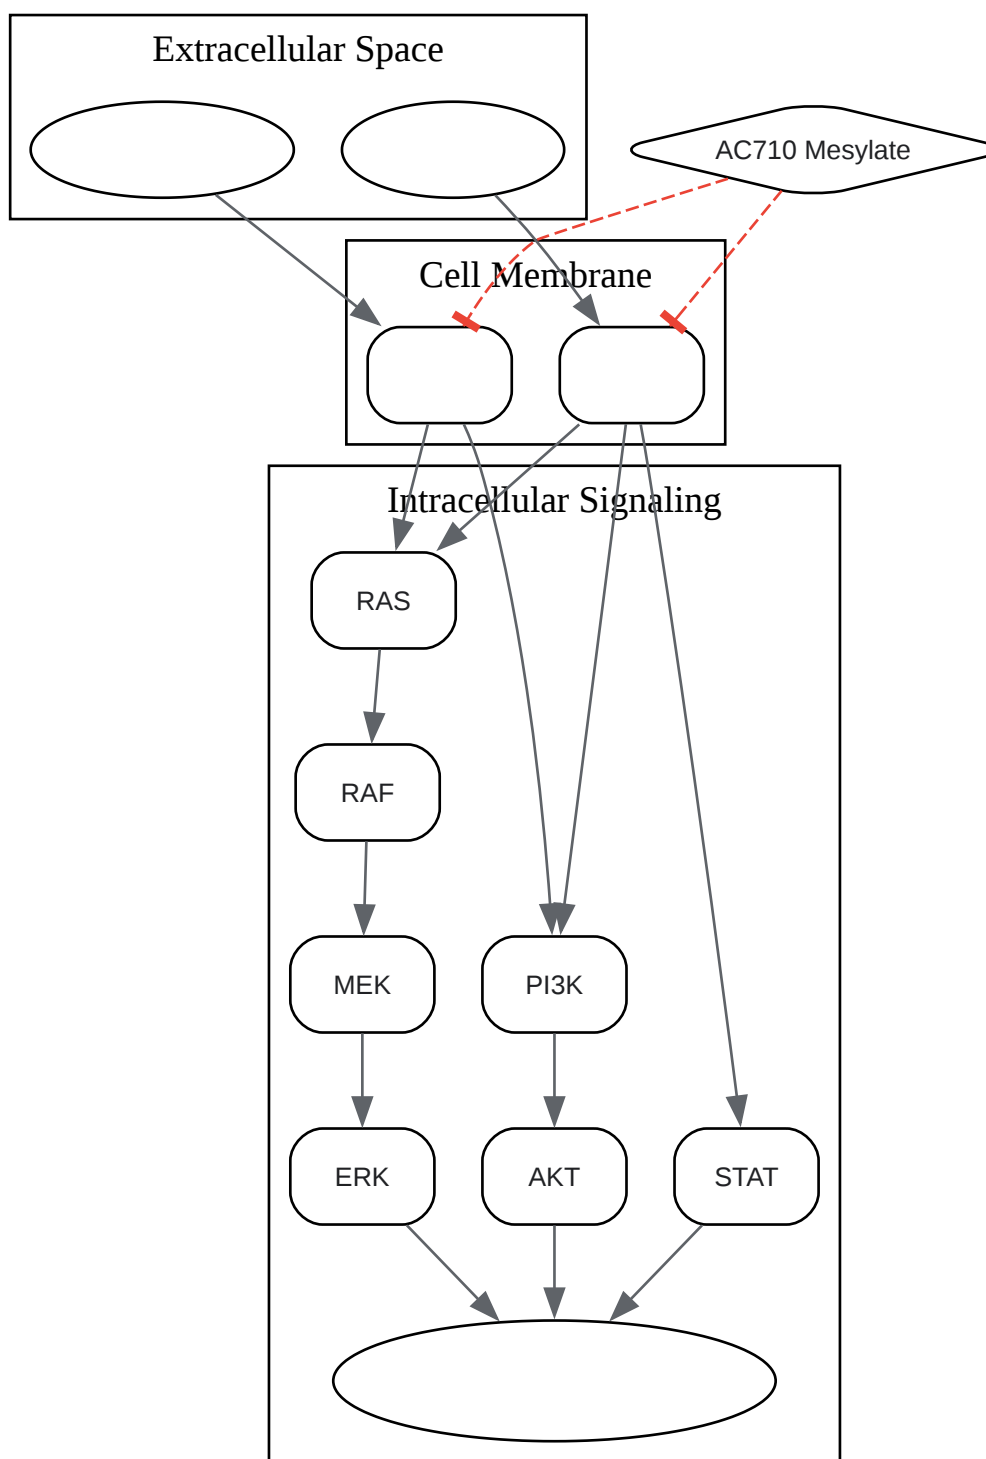 Extracellular Space
AC710 Mesylate
Cell Membrane
Intracellular Signaling
RAS
RAF
MEK
PI3K
ERK
AKT
STAT